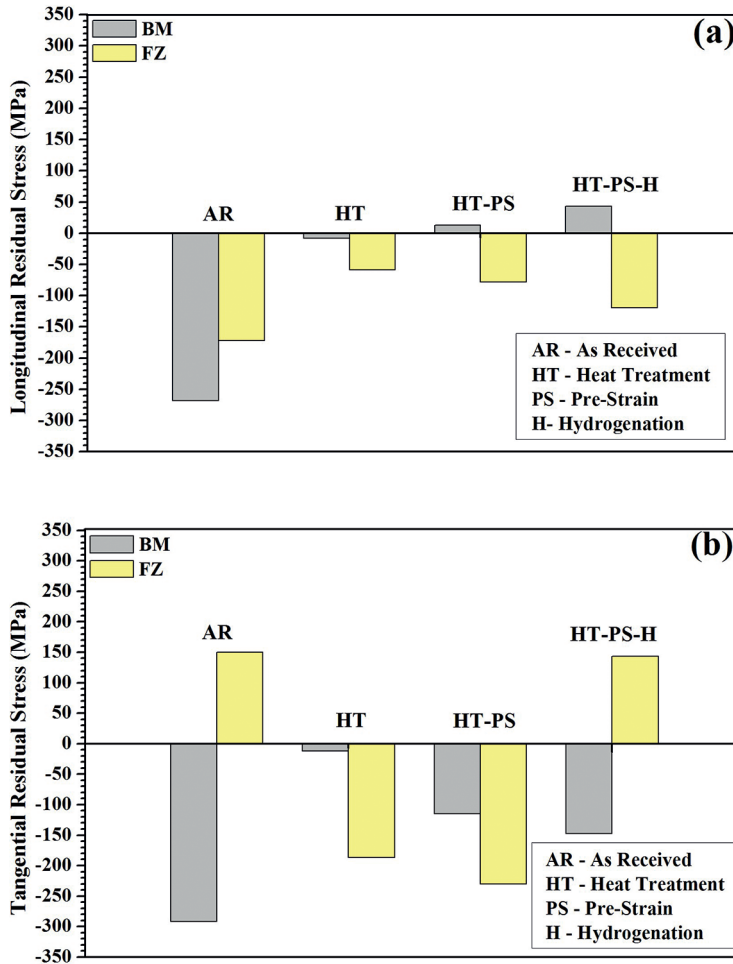 (a)
BM
FZ
Longitudinal Residual Stress (MPa)
350
300
250
200
150
100
50
0
-50
-100
-150
-200
-250
-300
-350
AR
HT
HT-PS
HT-PS-H
AR - As Received
HT - Heat Treatment
PS - Pre-Strain
H- Hydrogenation
(b)
BM
FZ
Tangential Residual Stress (MPa)
350
300
250
200
150
100
50
0
-50
-100
-150
-200
-250
-300
-350
AR
HT
HT-PS
HT-PS-H
AR - As Received
HT - Heat Treatment
PS - Pre-Strain
H - Hydrogenation